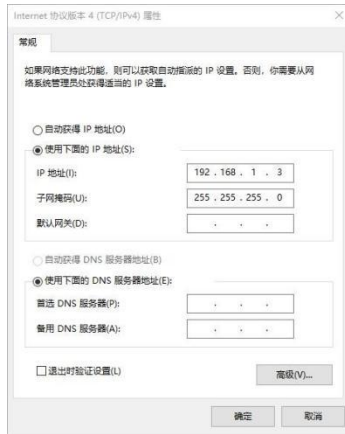 Internet 协议版本 4 (TCP/IPv4) 属性
常规
如果网络支持此功能，则可以获取自动指派的 IP 设置。否则，你需要从网
络系统管理员处获得适当的 IP 设置。
自动获得 IP 地址(O)
使用下面的 IP 地址(S):
IP 地址(I): 192 . 168 . 1 . 3
子网掩码(U): 255 . 255 . 255 . 0
默认网关(D): . . .
自动获得 DNS 服务器地址(B)
使用下面的 DNS 服务器地址(E):
首选 DNS 服务器(P): . . .
备用 DNS 服务器(A): . . .
退出时验证设置(L)
高级(V)...
确定 取消